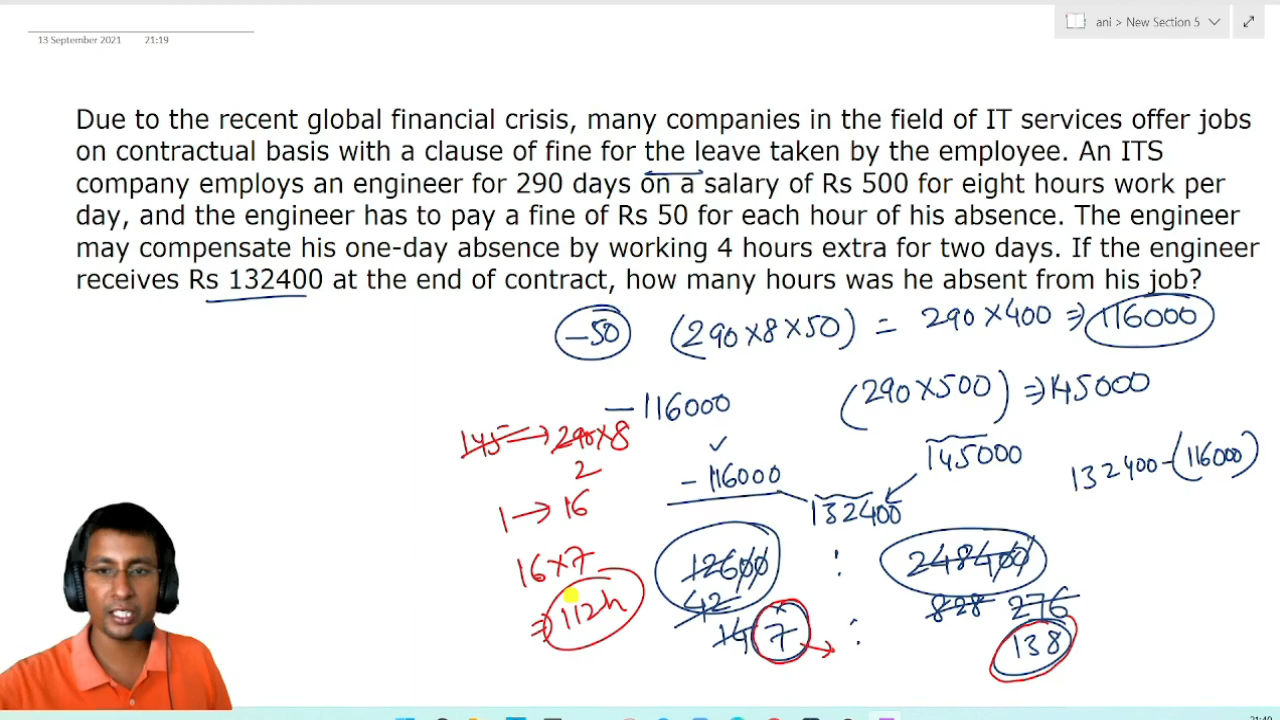 ani > New Section 5
13 September 2021 21:19
Due to the recent global financial crisis, many companies in the field of IT services offer jobs
on contractual basis with a clause of fine for the leave taken by the employee. An ITS
company employs an engineer for 290 days on a salary of Rs 500 for eight hours work per
day, and the engineer has to pay a fine of Rs 50 for each hour of his absence. The engineer
may compensate his one-day absence by working 4 hours extra for two days. If the engineer
receives Rs 132400 at the end of contract, how many hours was he absent from his job?
-50 (290×8×50) = 290×400 ⇒ 116000
-116000 (290×500) ⇒ 145000
145 → 290×8
2
- 116000 145000 132400-(116000)
1 → 16 132400
16×7 12600 : 248400
⇒ 112h 42 828 276
14 7 : 138